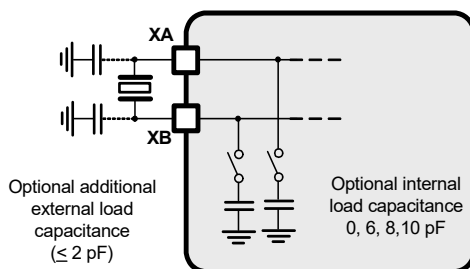 XA
XB
Optional additional
external load
capacitance
(≤ 2 pF)
Optional internal
load capacitance
0, 6, 8,10 pF